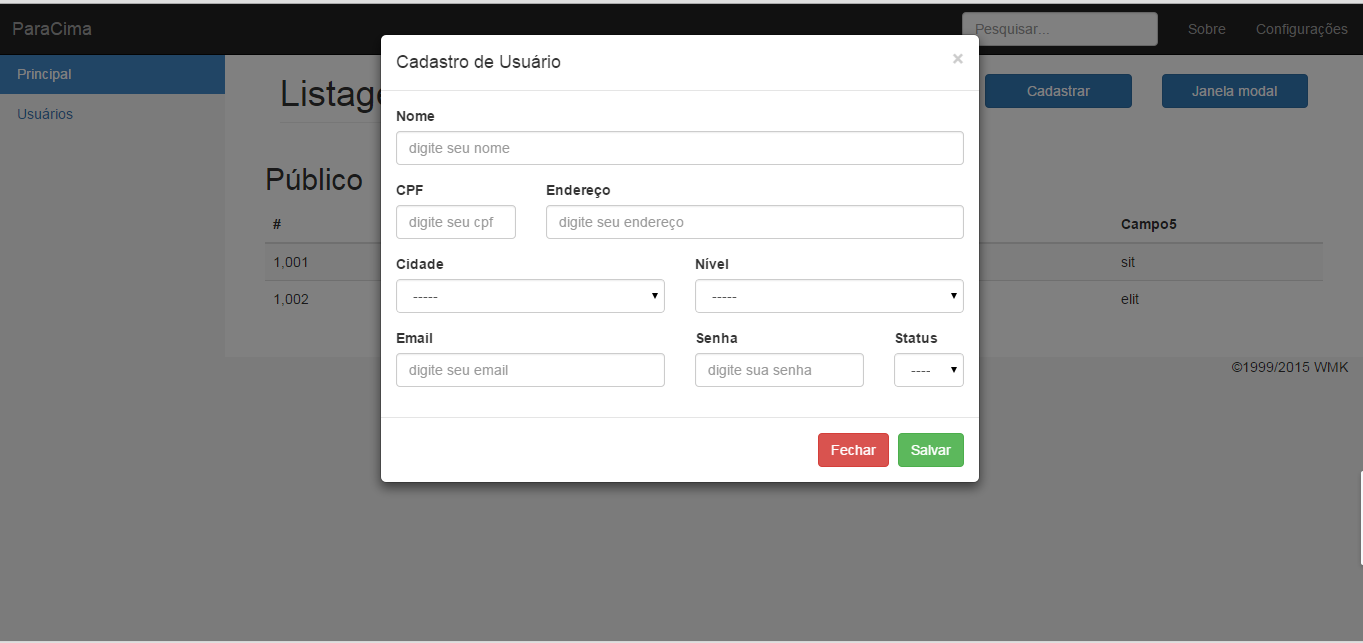 ParaCima
Pesquisar...
Sobre
Configurações
Principal
Usuários
Cadastrar
Janela modal
Público
#
Campo5
1,001
sit
1,002
elit
©1999/2015 WMK
Cadastro de Usuário
×
Nome
digite seu nome
CPF
Endereço
digite seu cpf
digite seu endereço
Cidade
Nível
-----
-----
Email
Senha
Status
digite seu email
digite sua senha
----
Fechar
Salvar